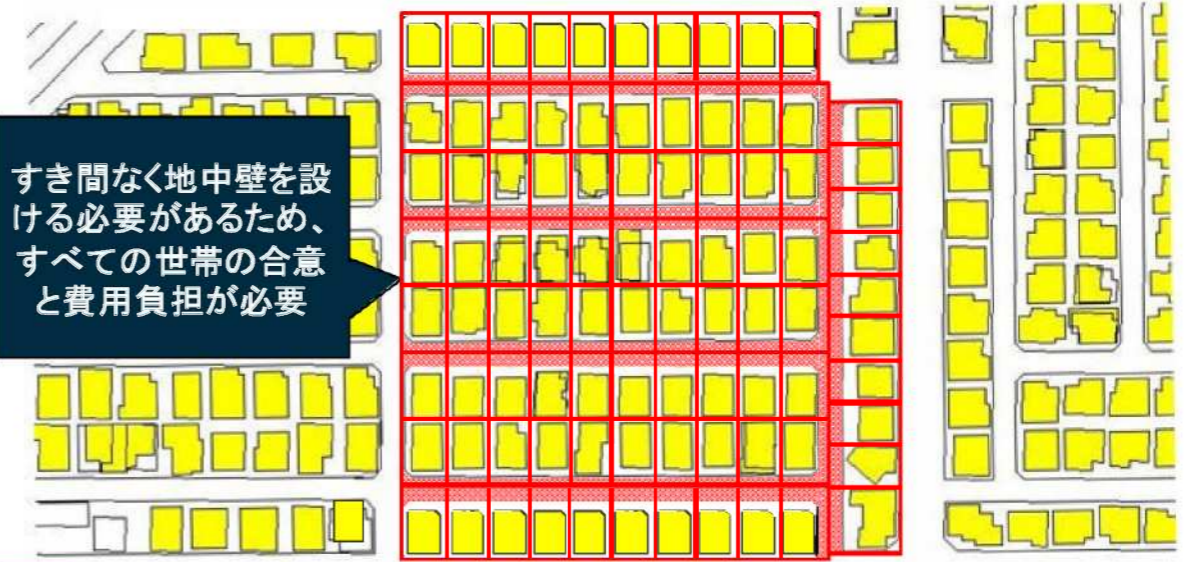 すき間なく地中壁を設
ける必要があるため、
すべての世帯の合意
と費用負担が必要